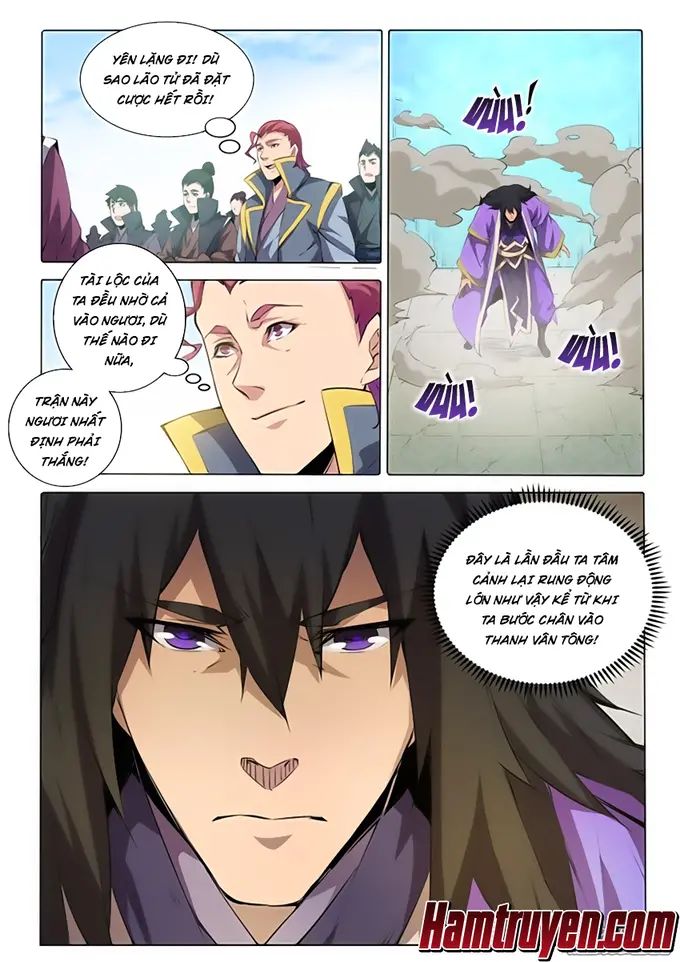 YÊN LẶNG ĐI! DÙ
SAO LÃO TỬ ĐÃ ĐẶT
CƯỢC HẾT RỒI!
VÙÙ!!
VÙÙ!
VÙÙ!
TÀI LỘC CỦA
TA ĐỀU NHỜ CẢ
VÀO NGƯƠI, DÙ
THẾ NÀO ĐI
NỮA,
TRẬN NÀY
NGƯƠI NHẤT
ĐỊNH PHẢI
THẮNG!
ĐÂY LÀ LẦN ĐẦU TA TÂM
CẢNH LẠI RUNG ĐỘNG
LỚN NHƯ VẬY KỂ TỪ KHI
TA BƯỚC CHÂN VÀO
THANH VÂN TÔNG!
Hamtruyen.com